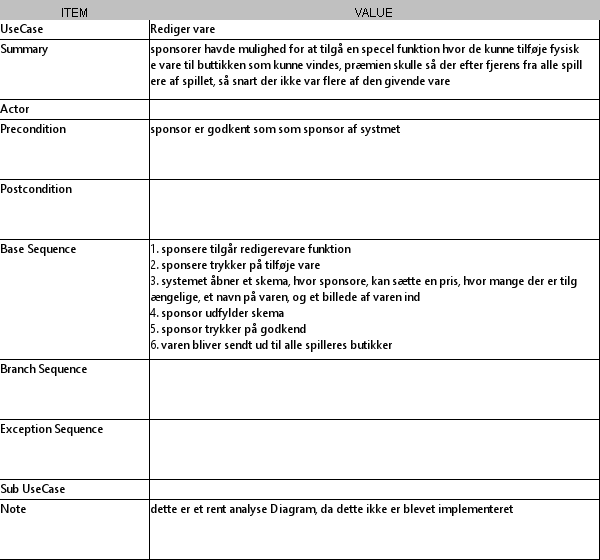 ITEM VALUE
UseCase Rediger vare
Summary sponsorer havde mulighed for at tilgå en specel funktion hvor de kunne tilføje fysisk
e vare til buttikken som kunne vindes, præmien skulle så der efter fjerens fra alle spill
ere af spillet, så snart der ikke var flere af den givende vare
Actor
Precondition sponsor er godkent som som sponsor af systmet
Postcondition
Base Sequence 1. sponsere tilgår redigerevare funktion
2. sponsere trykker på tilføje vare
3. systemet åbner et skema, hvor sponsore, kan sætte en pris, hvor mange der er tilg
ængelige, et navn på varen, og et billede af varen ind
4. sponsor udfylder skema
5. sponsor trykker på godkend
6. varen bliver sendt ud til alle spilleres butikker
Branch Sequence
Exception Sequence
Sub UseCase
Note dette er et rent analyse Diagram, da dette ikke er blevet implementeret